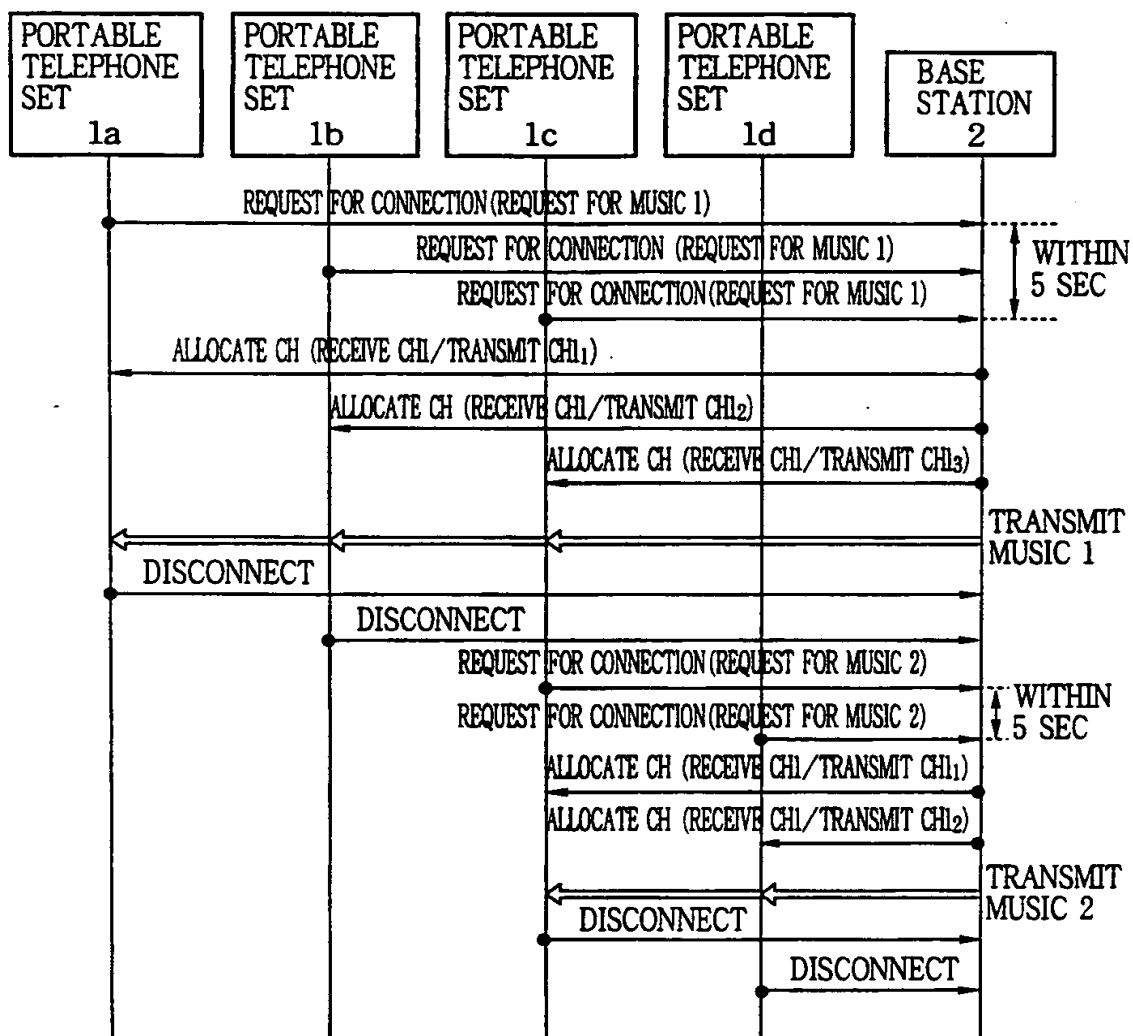 PORTABLE
TELEPHONE
SET
1a
PORTABLE
TELEPHONE
SET
1b
PORTABLE
TELEPHONE
SET
1c
PORTABLE
TELEPHONE
SET
1d
BASE
STATION
2
REQUEST FOR CONNECTION(REQUEST FOR MUSIC 1)
REQUEST FOR CONNECTION (REQUEST FOR MUSIC 1)
REQUEST FOR CONNECTION(REQUEST FOR MUSIC 1)
WITHIN
5 SEC
ALLOCATE CH (RECEIVE CH1/TRANSMIT CH1₁)
ALLOCATE CH (RECEIVE CH1/TRANSMIT CH1₂)
ALLOCATE CH (RECEIVE CH1/TRANSMIT CH1₃)
TRANSMIT
MUSIC 1
DISCONNECT
DISCONNECT
REQUEST FOR CONNECTION(REQUEST FOR MUSIC 2)
REQUEST FOR CONNECTION(REQUEST FOR MUSIC 2)
WITHIN
5 SEC
ALLOCATE CH (RECEIVE CH1/TRANSMIT CH1₁)
ALLOCATE CH (RECEIVE CH1/TRANSMIT CH1₂)
TRANSMIT
MUSIC 2
DISCONNECT
DISCONNECT